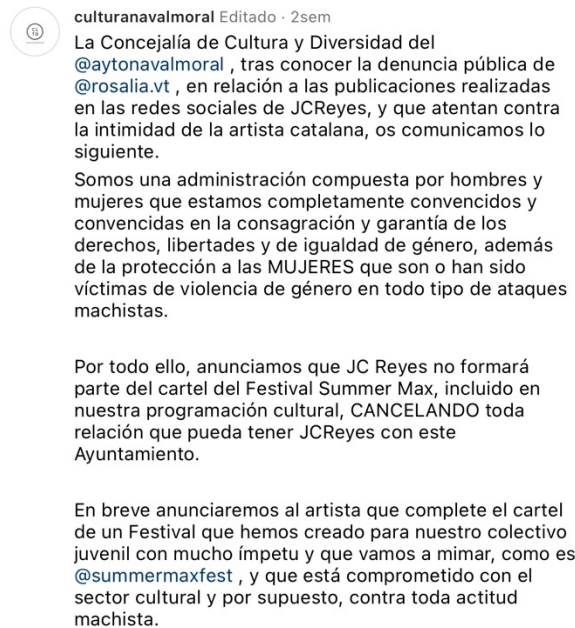 culturanavalmoral Editado · 2sem
La Concejalía de Cultura y Diversidad del
@aytonavalmoral , tras conocer la denuncia pública de
@rosalia.vt , en relación a las publicaciones realizadas
en las redes sociales de JCReyes, y que atentan contra
la intimidad de la artista catalana, os comunicamos lo
siguiente.
Somos una administración compuesta por hombres y
mujeres que estamos completamente convencidos y
convencidas en la consagración y garantía de los
derechos, libertades y de igualdad de género, además
de la protección a las MUJERES que son o han sido
víctimas de violencia de género en todo tipo de ataques
machistas.
Por todo ello, anunciamos que JC Reyes no formará
parte del cartel del Festival Summer Max, incluido en
nuestra programación cultural, CANCELANDO toda
relación que pueda tener JCReyes con este
Ayuntamiento.
En breve anunciaremos al artista que complete el cartel
de un Festival que hemos creado para nuestro colectivo
juvenil con mucho ímpetu y que vamos a mimar, como es
@summermaxfest , y que está comprometido con el
sector cultural y por supuesto, contra toda actitud
machista.